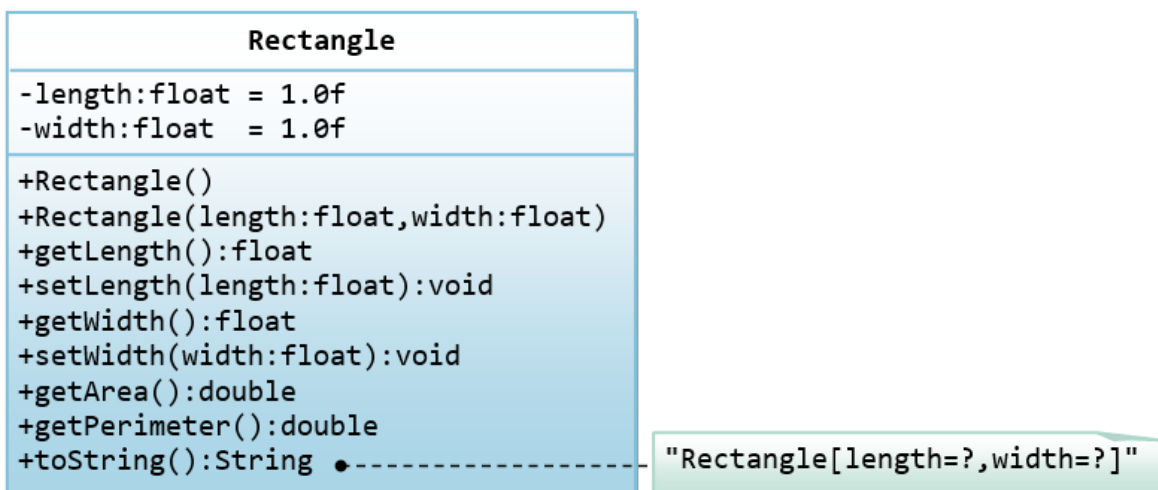 Rectangle
-length:float = 1.0f
-width:float  = 1.0f
+Rectangle()
+Rectangle(length:float,width:float)
+getLength():float
+setLength(length:float):void
+getWidth():float
+setWidth(width:float):void
+getArea():double
+getPerimeter():double
+toString():String
"Rectangle[length=?,width=?]"